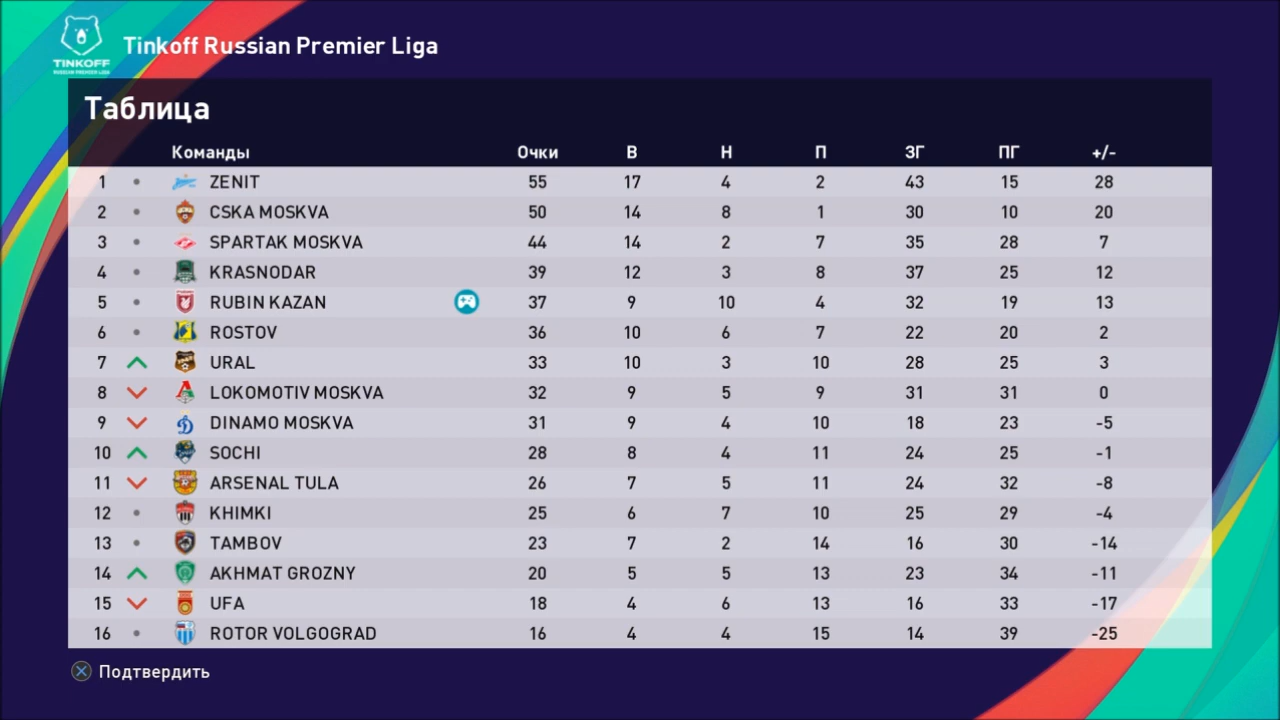 Tinkoff Russian Premier Liga
TINKOFF
RUSSIAN PREMIER LIGA
Таблица
Команды Очки В Н П ЗГ ПГ +/-
1 ZENIT 55 17 4 2 43 15 28
2 CSKA MOSKVA 50 14 8 1 30 10 20
3 SPARTAK MOSKVA 44 14 2 7 35 28 7
4 KRASNODAR 39 12 3 8 37 25 12
5 RUBIN KAZAN 37 9 10 4 32 19 13
6 ROSTOV 36 10 6 7 22 20 2
7 URAL 33 10 3 10 28 25 3
8 LOKOMOTIV MOSKVA 32 9 5 9 31 31 0
9 DINAMO MOSKVA 31 9 4 10 18 23 -5
10 SOCHI 28 8 4 11 24 25 -1
11 ARSENAL TULA 26 7 5 11 24 32 -8
12 KHIMKI 25 6 7 10 25 29 -4
13 TAMBOV 23 7 2 14 16 30 -14
14 AKHMAT GROZNY 20 5 5 13 23 34 -11
15 UFA 18 4 6 13 16 33 -17
16 ROTOR VOLGOGRAD 16 4 4 15 14 39 -25
Подтвердить